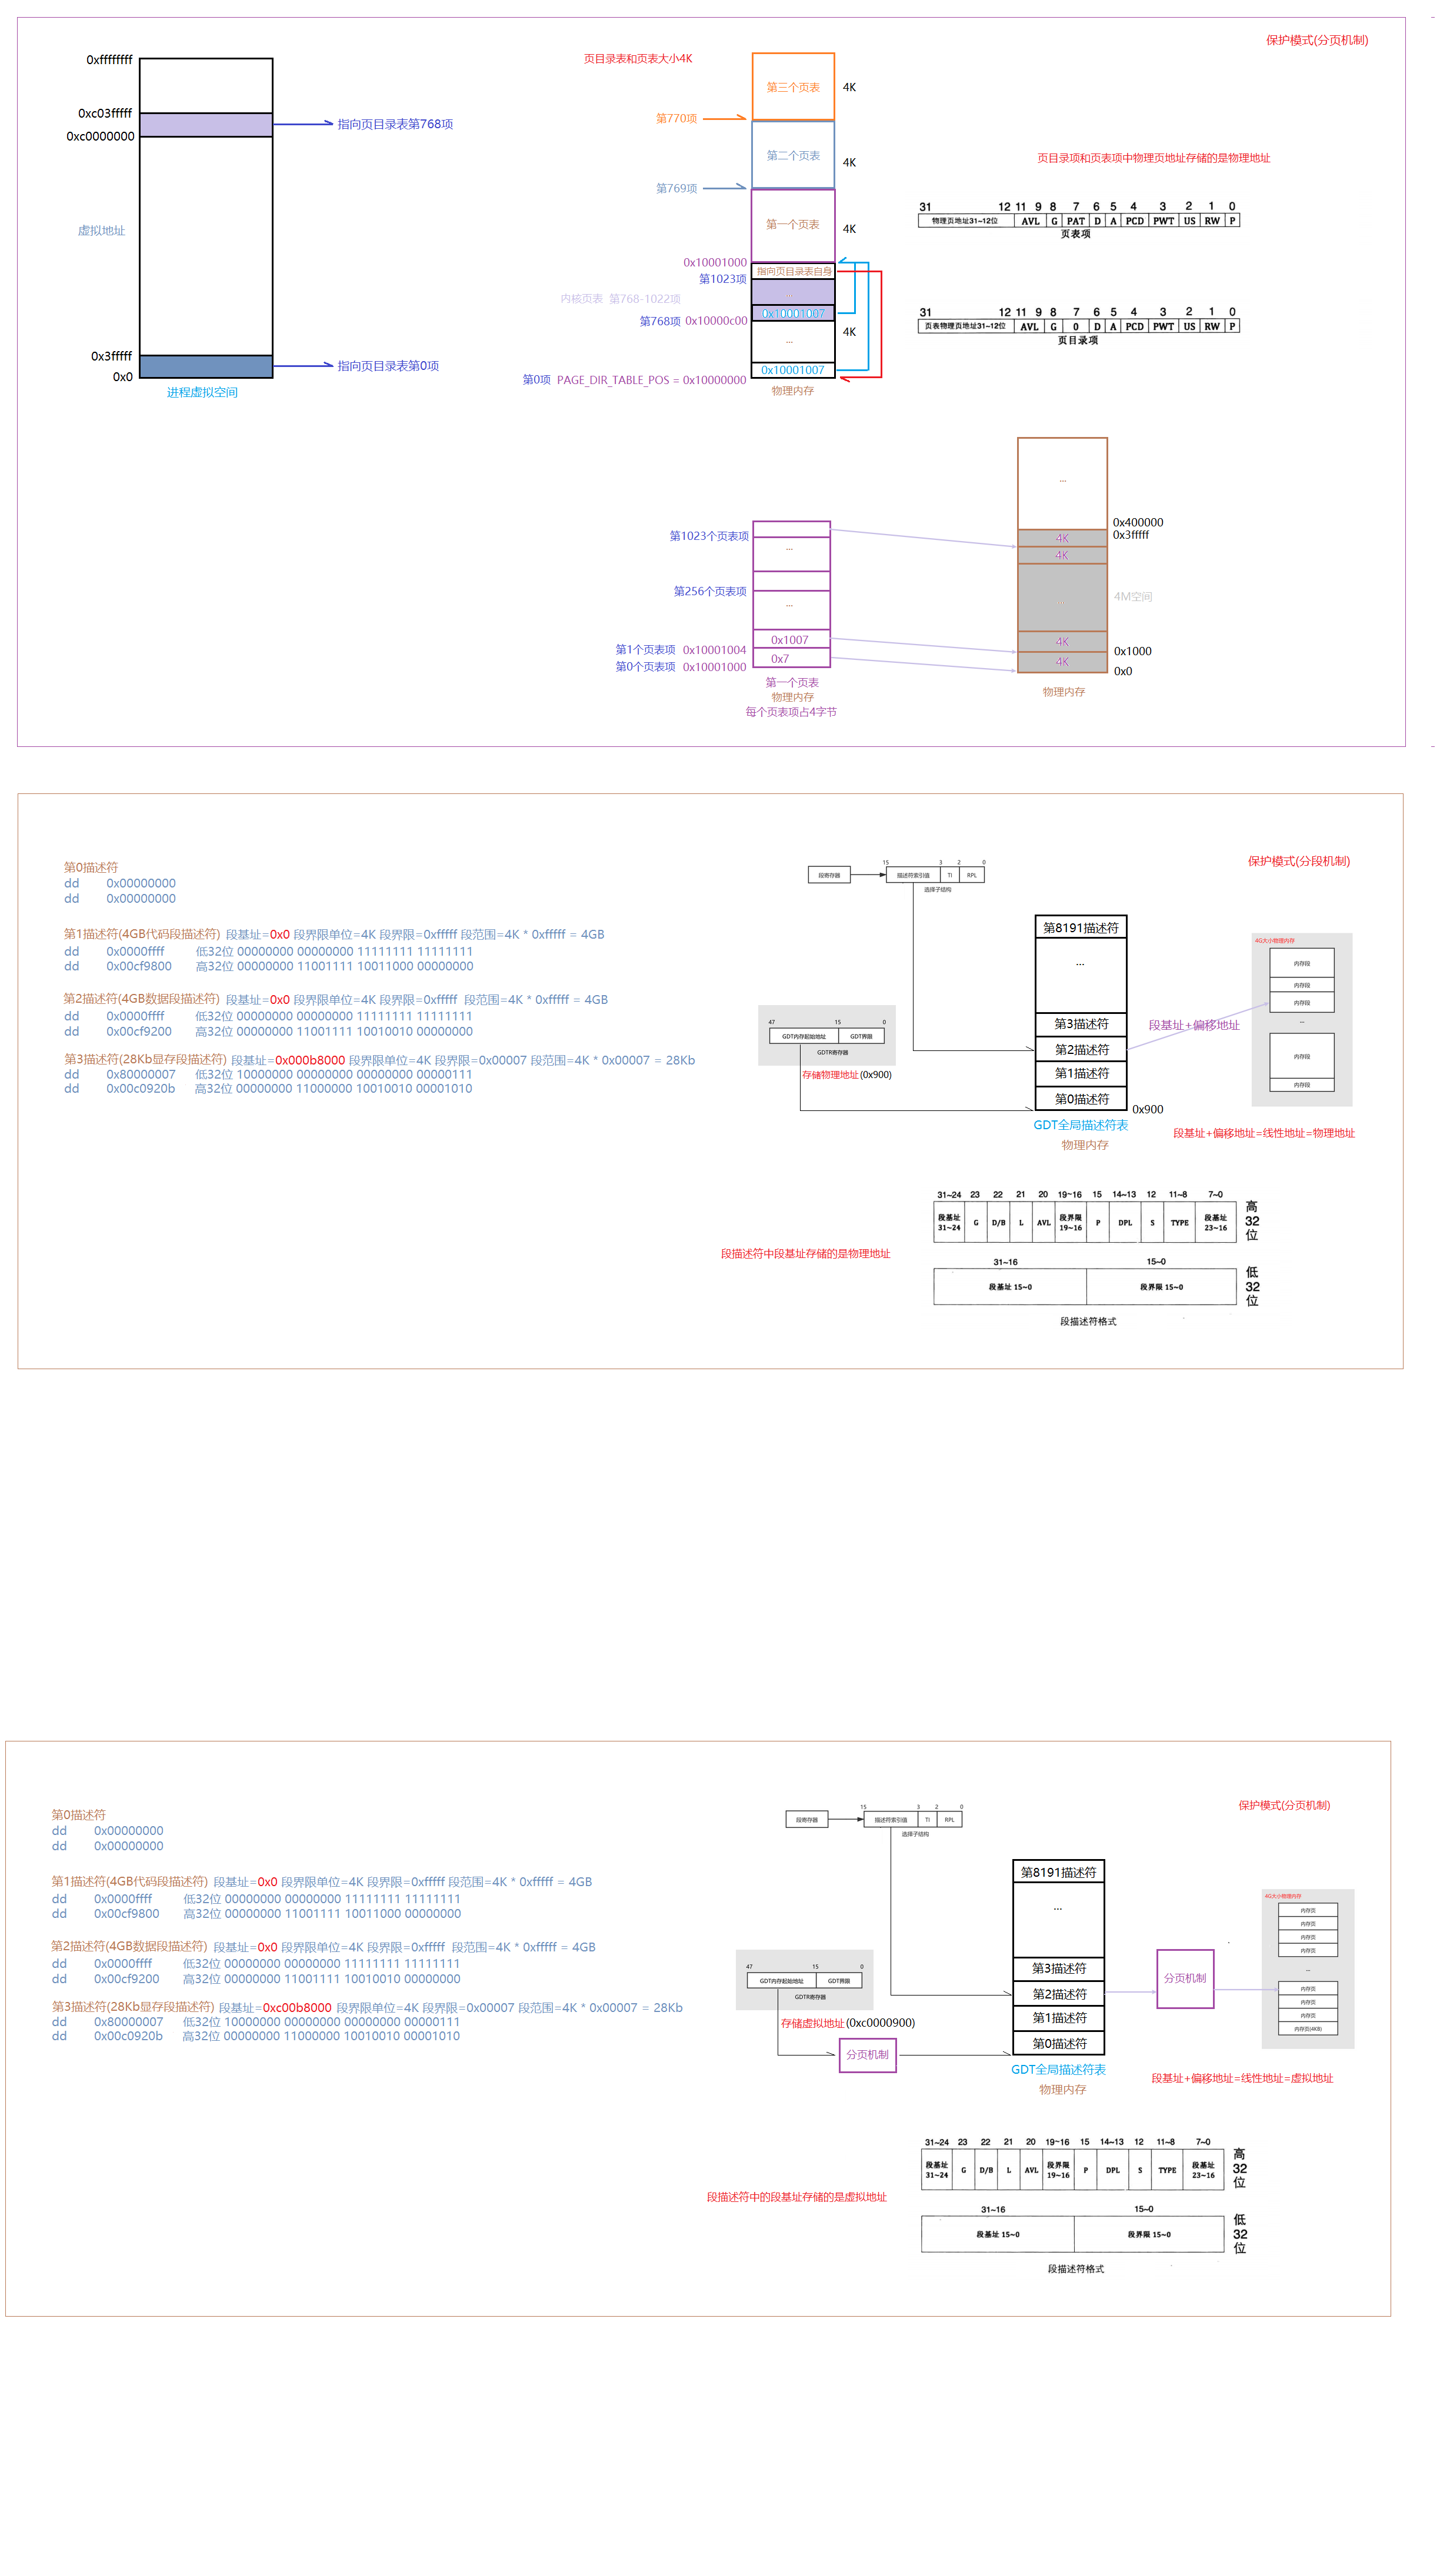 保护模式(分页机制)
0xffffffff
0xc03fffff
0xc0000000
指向页目录表第768项
虚拟地址
0x3fffff
0x0
指向页目录表第0项
进程虚拟空间
页目录表和页表大小4K
第三个页表
4K
第770项
第二个页表
4K
第769项
第一个页表
4K
0x10001000
指向页目录表自身
第1023项
内核页表 第768-1022项
...
0x10001007
第768项 0x10000c00
4K
...
0x10001007
第0项 PAGE_DIR_TABLE_POS = 0x10000000
物理内存
页目录项和页表项中物理页地址存储的是物理地址
31 12 11 9 8 7 6 5 4 3 2 1 0
物理页地址31~12位 AVL G PAT D A PCD PWT US RW P
页表项
31 12 11 9 8 7 6 5 4 3 2 1 0
页表物理页地址31~12位 AVL G 0 D A PCD PWT US RW P
页目录项
第1023个页表项
...
第256个页表项
...
0x1007
第1个页表项 0x10001004
0x7
第0个页表项 0x10001000
第一个页表
物理内存
每个页表项占4字节
...
0x400000
0x3fffff
4K
4K
...
4M空间
4K
0x1000
4K
0x0
物理内存
保护模式(分段机制)
第0描述符
dd 0x00000000
dd 0x00000000
第1描述符(4GB代码段描述符) 段基址=0x0 段界限单位=4K 段界限=0xfffff 段范围=4K * 0xfffff = 4GB
dd 0x0000ffff 低32位 00000000 00000000 11111111 11111111
dd 0x00cf9800 高32位 00000000 11001111 10011000 00000000
第2描述符(4GB数据段描述符) 段基址=0x0 段界限单位=4K 段界限=0xfffff 段范围=4K * 0xfffff = 4GB
dd 0x0000ffff 低32位 00000000 00000000 11111111 11111111
dd 0x00cf9200 高32位 00000000 11001111 10010010 00000000
第3描述符(28Kb显存段描述符) 段基址=0x000b8000 段界限单位=4K 段界限=0x00007 段范围=4K * 0x00007 = 28Kb
dd 0x80000007 低32位 10000000 00000000 00000000 00000111
dd 0x00c0920b 高32位 00000000 11000000 10010010 00001010
15 3 2 0
段寄存器
描述符索引值 TI RPL
选择子结构
47 15 0
GDT内存起始地址 GDT界限
GDTR寄存器
存储物理地址(0x900)
第8191描述符
...
第3描述符
第2描述符
第1描述符
第0描述符
0x900
GDT全局描述符表
物理内存
段基址+偏移地址
4G大小物理内存
内存段
内存段
内存段
...
内存段
内存段
段基址+偏移地址=线性地址=物理地址
段描述符中段基址存储的是物理地址
31~24 23 22 21 20 19~16 15 14~13 12 11~8 7~0
段基址31~24 G D/B L AVL 段界限19~16 P DPL S TYPE 段基址23~16
高32位
31~16 15~0
段基址 15~0 段界限 15~0
低32位
段描述符格式
保护模式(分页机制)
第0描述符
dd 0x00000000
dd 0x00000000
第1描述符(4GB代码段描述符) 段基址=0x0 段界限单位=4K 段界限=0xfffff 段范围=4K * 0xfffff = 4GB
dd 0x0000ffff 低32位 00000000 00000000 11111111 11111111
dd 0x00cf9800 高32位 00000000 11001111 10011000 00000000
第2描述符(4GB数据段描述符) 段基址=0x0 段界限单位=4K 段界限=0xfffff 段范围=4K * 0xfffff = 4GB
dd 0x0000ffff 低32位 00000000 00000000 11111111 11111111
dd 0x00cf9200 高32位 00000000 11001111 10010010 00000000
第3描述符(28Kb显存段描述符) 段基址=0xc00b8000 段界限单位=4K 段界限=0x00007 段范围=4K * 0x00007 = 28Kb
dd 0x80000007 低32位 10000000 00000000 00000000 00000111
dd 0x00c0920b 高32位 00000000 11000000 10010010 00001010
15 3 2 0
段寄存器
描述符索引值 TI RPL
选择子结构
47 15 0
GDT内存起始地址 GDT界限
GDTR寄存器
存储虚拟地址(0xc0000900)
分页机制
第8191描述符
...
第3描述符
第2描述符
第1描述符
第0描述符
GDT全局描述符表
物理内存
分页机制
4G大小物理内存
内存页
内存页
内存页
内存页
...
内存页
内存页
内存页
内存页(4KB)
段基址+偏移地址=线性地址=虚拟地址
段描述符中的段基址存储的是虚拟地址
31~24 23 22 21 20 19~16 15 14~13 12 11~8 7~0
段基址31~24 G D/B L AVL 段界限19~16 P DPL S TYPE 段基址23~16
高32位
31~16 15~0
段基址 15~0 段界限 15~0
低32位
段描述符格式